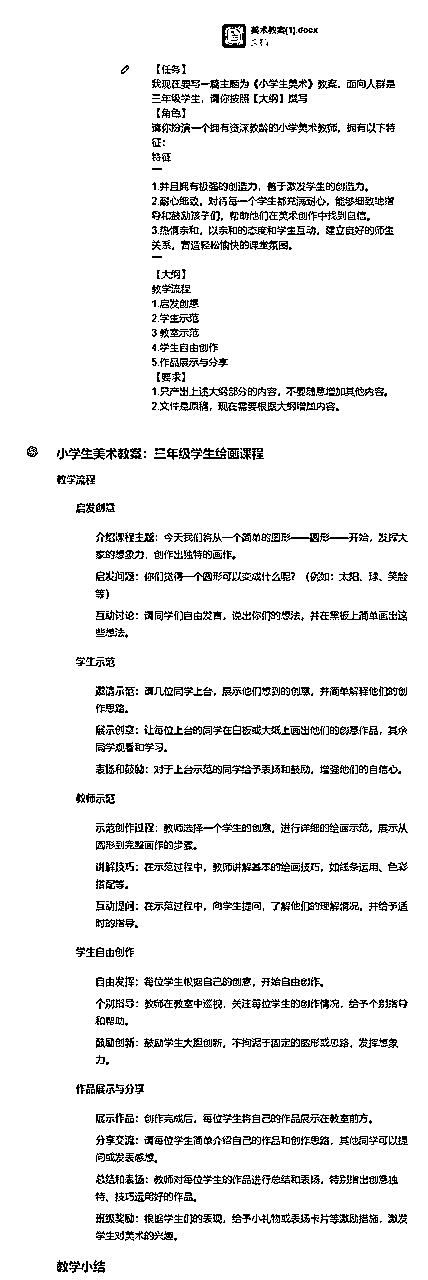 美术教案(1).docx
文档
【任务】
我现在要写一篇主题为《小学生美术》教案，面向人群是
三年级学生，请你按照【大纲】撰写
【角色】
请你扮演一个拥有资深教龄的小学美术教师，拥有以下特
征：
特征
—
1.并且拥有极强的创造力，善于激发学生的创造力。
2.耐心细致，对待每一个学生都充满耐心，能够细致地指
导和鼓励孩子们，帮助他们在美术创作中找到自信。
3.热情亲和，以亲和的态度和学生互动，建立良好的师生
关系，营造轻松愉快的课堂氛围。
—
【大纲】
教学流程
1.启发创想
2.学生示范
3.教室示范
4.学生自由创作
5.作品展示与分享
【要求】
1.只产出上述大纲部分的内容，不要随意增加其他内容。
2.文件是原稿，现在需要根据大纲增加内容。
小学生美术教案：三年级学生绘画课程
教学流程
启发创意
介绍课程主题：今天我们将从一个简单的图形——圆形——开始，发挥大
家的想象力，创作出独特的画作。
启发问题：你们觉得一个圆形可以变成什么呢？（例如：太阳、球、笑脸
等）
互动讨论：请同学们自由发言，说出你们的想法，并在黑板上简单画出这
些想法。
学生示范
邀请示范：请几位同学上台，展示他们想到的创意，并简单解释他们的创
作思路。
展示创意：让每位上台的同学在白板或大纸上画出他们的创意作品，其余
同学观看和学习。
表扬和鼓励：对于上台示范的同学给予表扬和鼓励，增强他们的自信心。
教师示范
示范创作过程：教师选择一个学生的创意，进行详细的绘画示范，展示从
圆形到完整画作的步骤。
讲解技巧：在示范过程中，教师讲解基本的绘画技巧，如线条运用、色彩
搭配等。
互动提问：在示范过程中，向学生提问，了解他们的理解情况，并给予适
时的指导。
学生自由创作
自由发挥：每位学生根据自己的创意，开始自由创作。
个别指导：教师在教室中巡视，关注每位学生的创作情况，给予个别指导
和帮助。
鼓励创新：鼓励学生大胆创新，不拘泥于固定的图形或思路，发挥想象
力。
作品展示与分享
展示作品：创作完成后，每位学生将自己的作品展示在教室前方。
分享交流：请每位学生简单介绍自己的作品和创作思路，其他同学可以提
问或发表感想。
总结和表扬：教师对每位学生的作品进行总结和表扬，特别指出创意独
特、技巧运用好的作品。
班级奖励：根据学生们的表现，给予小礼物或表扬卡片等激励措施，激发
学生对美术的兴趣。
教学小结